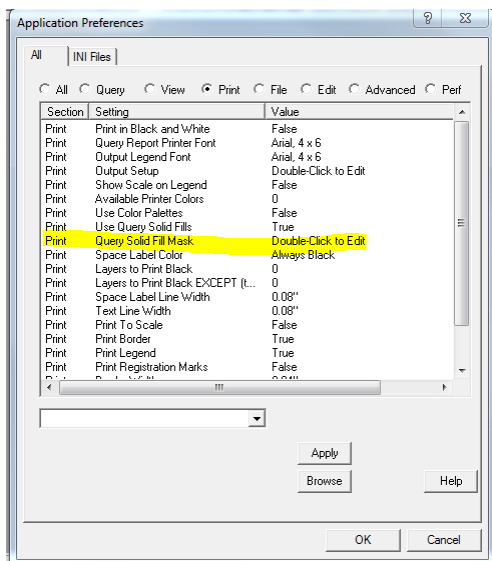 Application Preferences
All INI Files
All Query View Print File Edit Advanced Perf
Section Setting Value
Print Print in Black and White False
Print Query Report Printer Font Arial, 4 x 6
Print Output Legend Font Arial, 4 x 6
Print Output Setup Double-Click to Edit
Print Show Scale on Legend False
Print Available Printer Colors 0
Print Use Color Palettes False
Print Use Query Solid Fills True
Print Query Solid Fill Mask Double-Click to Edit
Print Space Label Color Always Black
Print Layers to Print Black 0
Print Layers to Print Black EXCEPT (t... 0
Print Space Label Line Width 0.08"
Print Text Line Width 0.08"
Print Print To Scale False
Print Print Border True
Print Print Legend True
Print Print Registration Marks False
Apply
Browse Help
OK Cancel